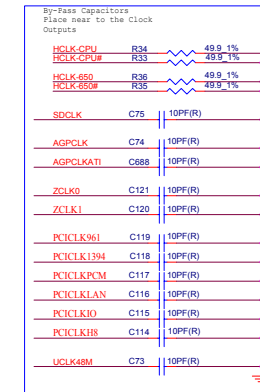 By-Pass Capacitors
Place near to the Clock
Outputs
HCLK-CPU R34 49.9_1%
HCLK-CPU# R33 49.9_1%
HCLK-650 R36 49.9_1%
HCLK-650# R35 49.9_1%
SDCLK C75 10PF(R)
AGPCLK C74 10PF(R)
AGPCLKATI C688 10PF(R)
ZCLK0 C121 10PF(R)
ZCLK1 C120 10PF(R)
PCICLK961 C119 10PF(R)
PCICLK1394 C118 10PF(R)
PCICLKPCM C117 10PF(R)
PCICLKLAN C116 10PF(R)
PCICLKIO C115 10PF(R)
PCICLKH8 C114 10PF(R)
UCLK48M C73 10PF(R)